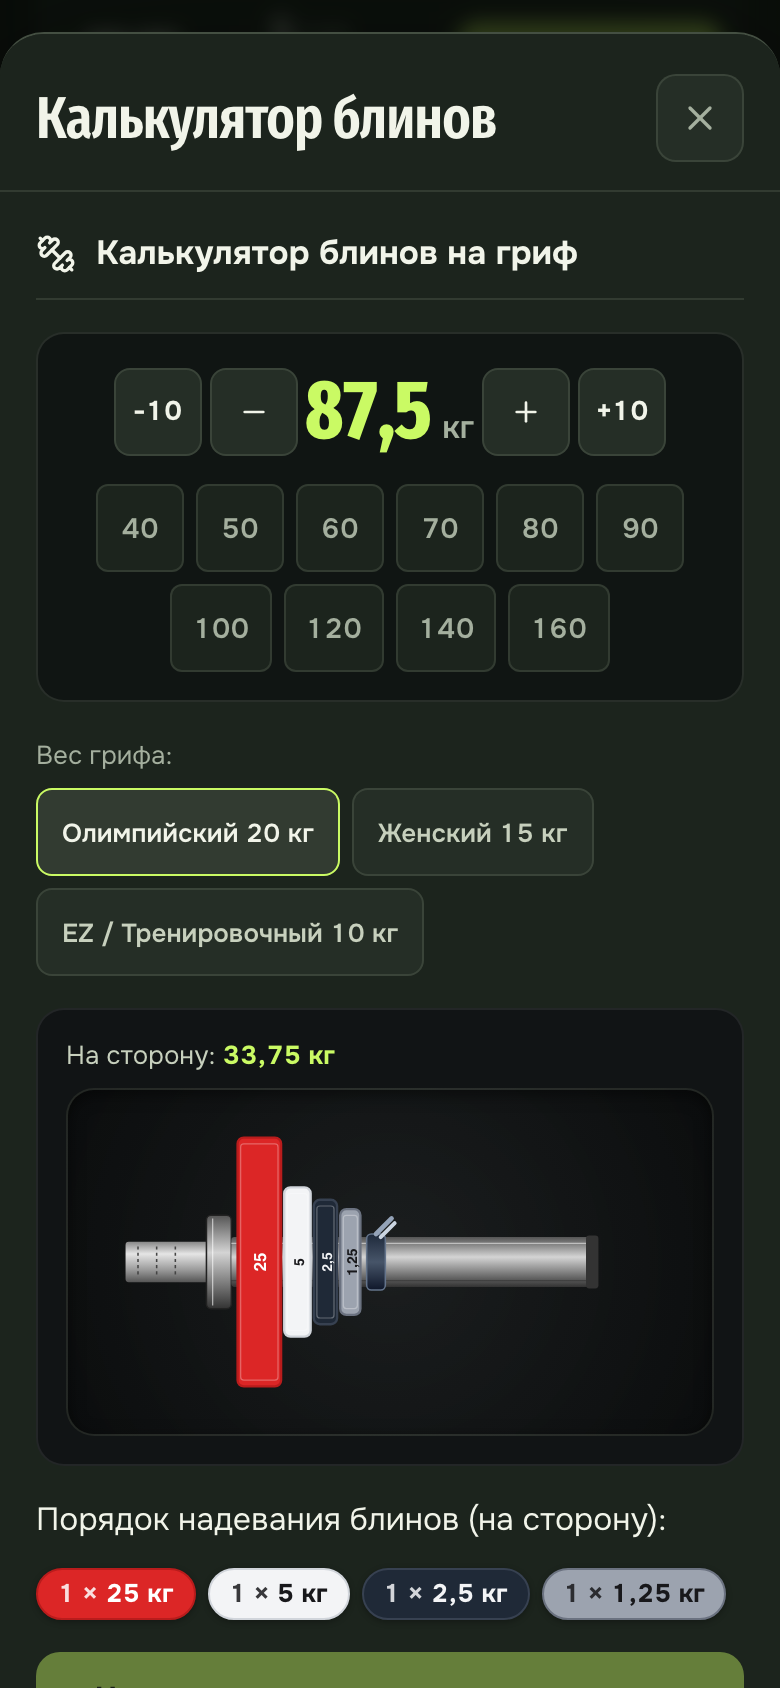 Калькулятор блинов
Калькулятор блинов на гриф
-10 − 87,5 кг + +10
40 50 60 70 80 90
100 120 140 160
Вес грифа:
Олимпийский 20 кг Женский 15 кг
EZ / Тренировочный 10 кг
На сторону: 33,75 кг
25 5 2,5 1,25
Порядок надевания блинов (на сторону):
1 × 25 кг 1 × 5 кг 1 × 2,5 кг 1 × 1,25 кг